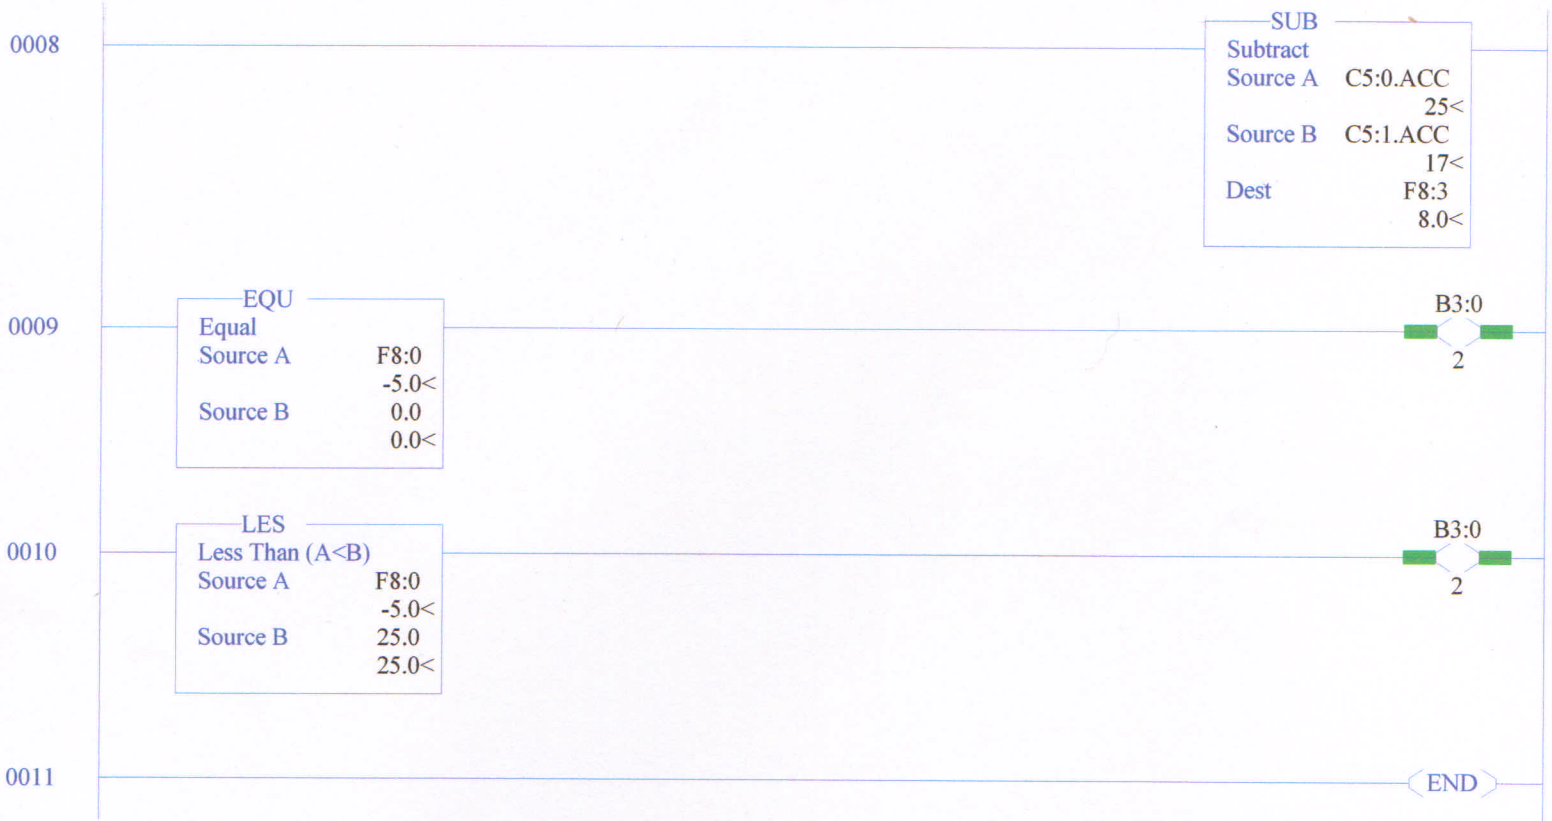 0008
SUB
Subtract
Source A C5:0.ACC
25<
Source B C5:1.ACC
17<
Dest F8:3
8.0<
0009
EQU
Equal
Source A F8:0
-5.0<
Source B 0.0
0.0<
B3:0
2
0010
LES
Less Than (A<B)
Source A F8:0
-5.0<
Source B 25.0
25.0<
B3:0
2
0011
END